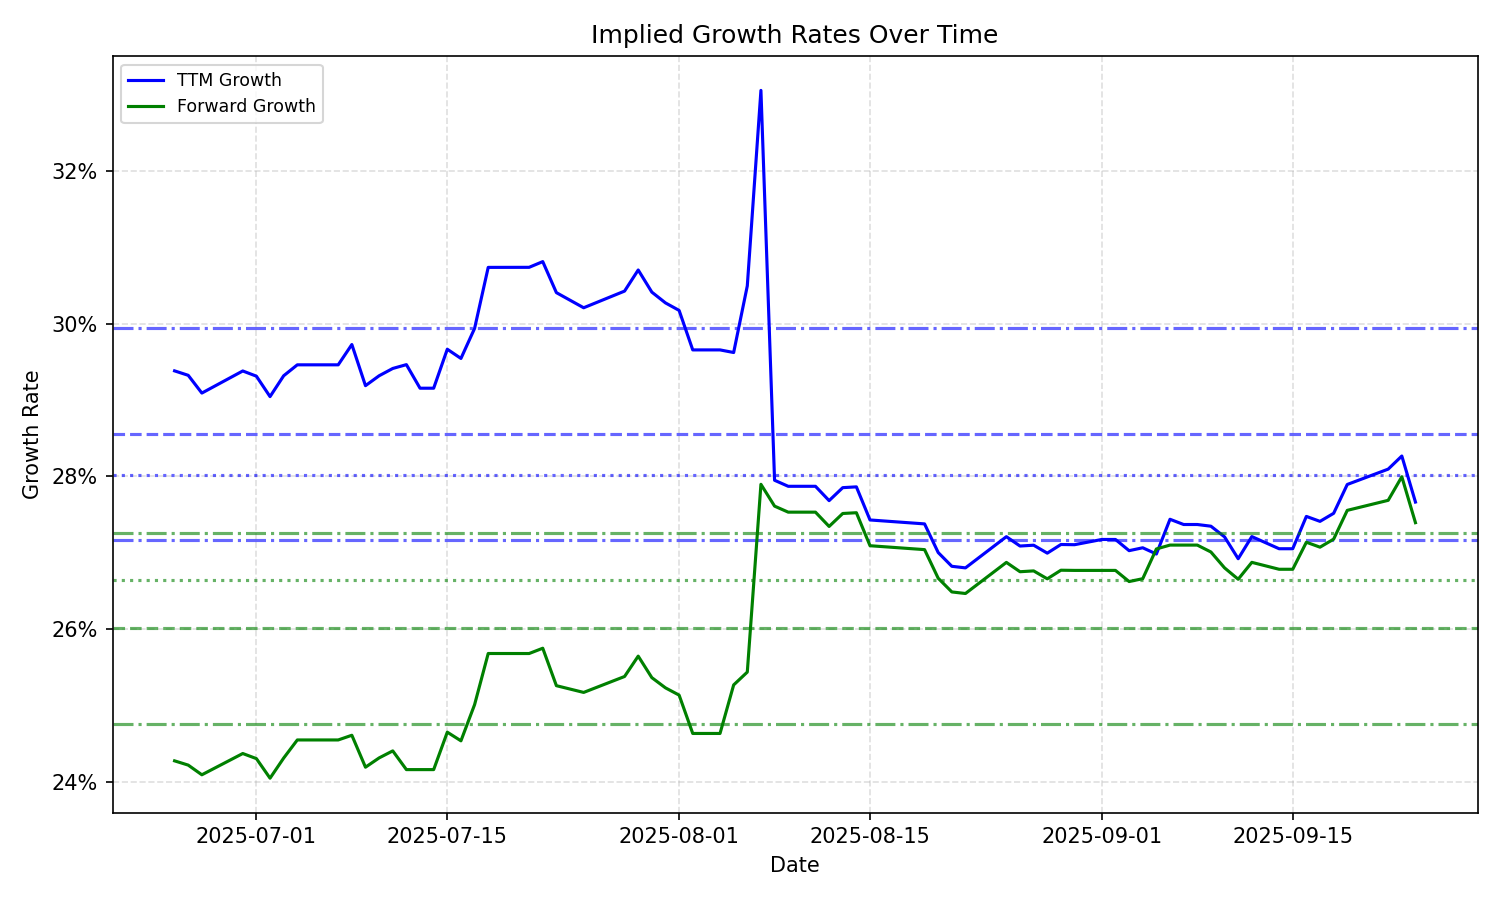 Implied Growth Rates Over Time
TTM Growth
Forward Growth
32%
30%
28%
26%
24%
Growth Rate
2025-07-01
2025-07-15
2025-08-01
2025-08-15
2025-09-01
2025-09-15
Date